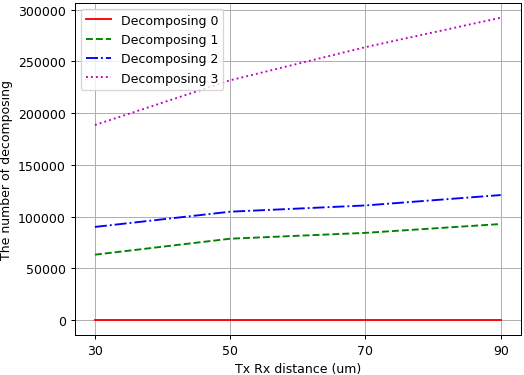 The number of decomposing
300000
250000
200000
150000
100000
50000
0
Decomposing 0
Decomposing 1
Decomposing 2
Decomposing 3
30 50 70 90
Tx Rx distance (um)